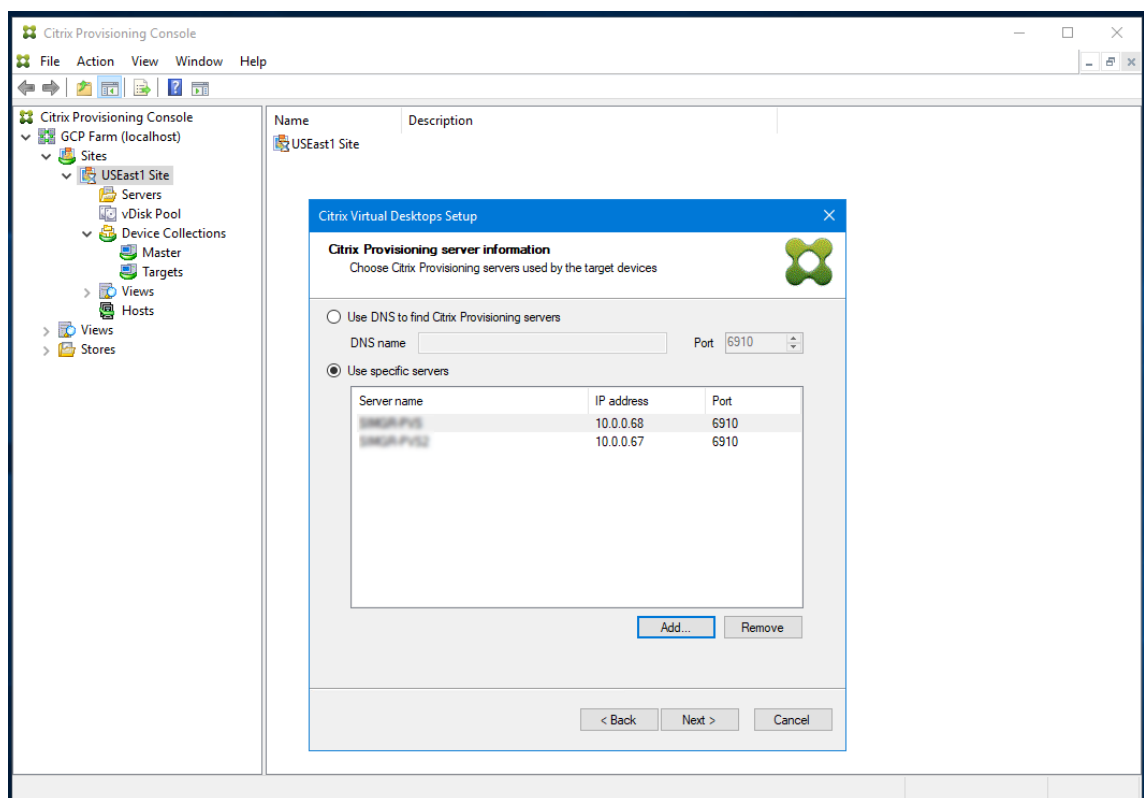 Citrix Provisioning Console
File Action View Window Help
Citrix Provisioning Console
GCP Farm (localhost)
Sites
USEast1 Site
Servers
vDisk Pool
Device Collections
Master
Targets
Views
Hosts
Views
Stores
Name Description
USEast1 Site
Citrix Virtual Desktops Setup
Citrix Provisioning server information
Choose Citrix Provisioning servers used by the target devices
Use DNS to find Citrix Provisioning servers
DNS name Port 6910
Use specific servers
Server name IP address Port
10.0.0.68 6910
10.0.0.67 6910
Add... Remove
< Back Next > Cancel